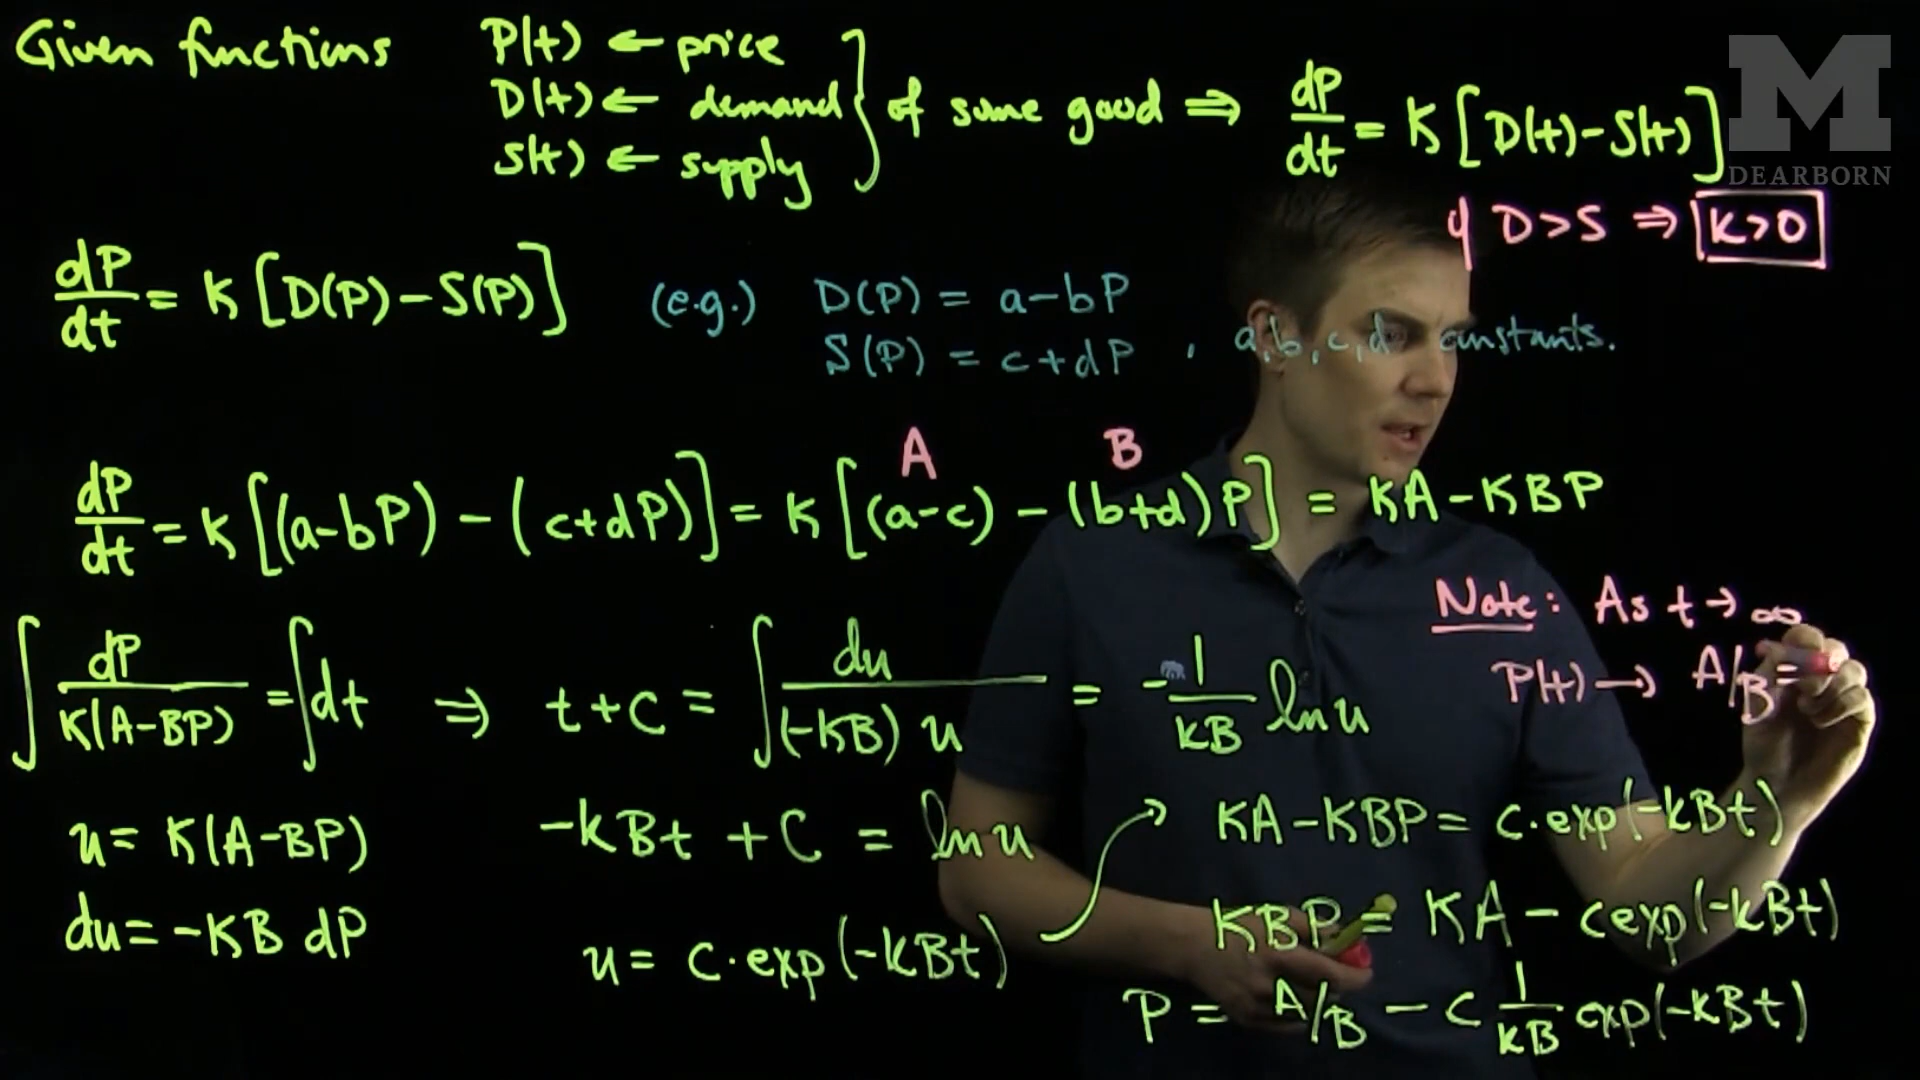 Given functions P(t) ← price
D(t) ← demand } of some good ⇒ dP/dt = K[D(t)-S(t)]
S(t) ← supply
M
DEARBORN
if D>S ⇒ K>0
dP/dt = K[D(P)-S(P)] (e.g.) D(P) = a-bP
S(P) = c+dP , a,b,c,d constants.
A B
dP/dt = K[(a-bP)-(c+dP)] = K[(a-c)-(b+d)P] = KA-KBP
Note: As t→∞
P(t) → A/B =
∫ dP/K(A-BP) = ∫dt ⇒ t+C = ∫ du/(-KB)u = -1/KB ln u
u = K(A-BP) -KBt + C = ln u KA-KBP = C·exp(-KBt)
du = -KB dP u = C·exp(-KBt) KBP = KA - Cexp(-KBt)
P = A/B - C 1/KB exp(-KBt)